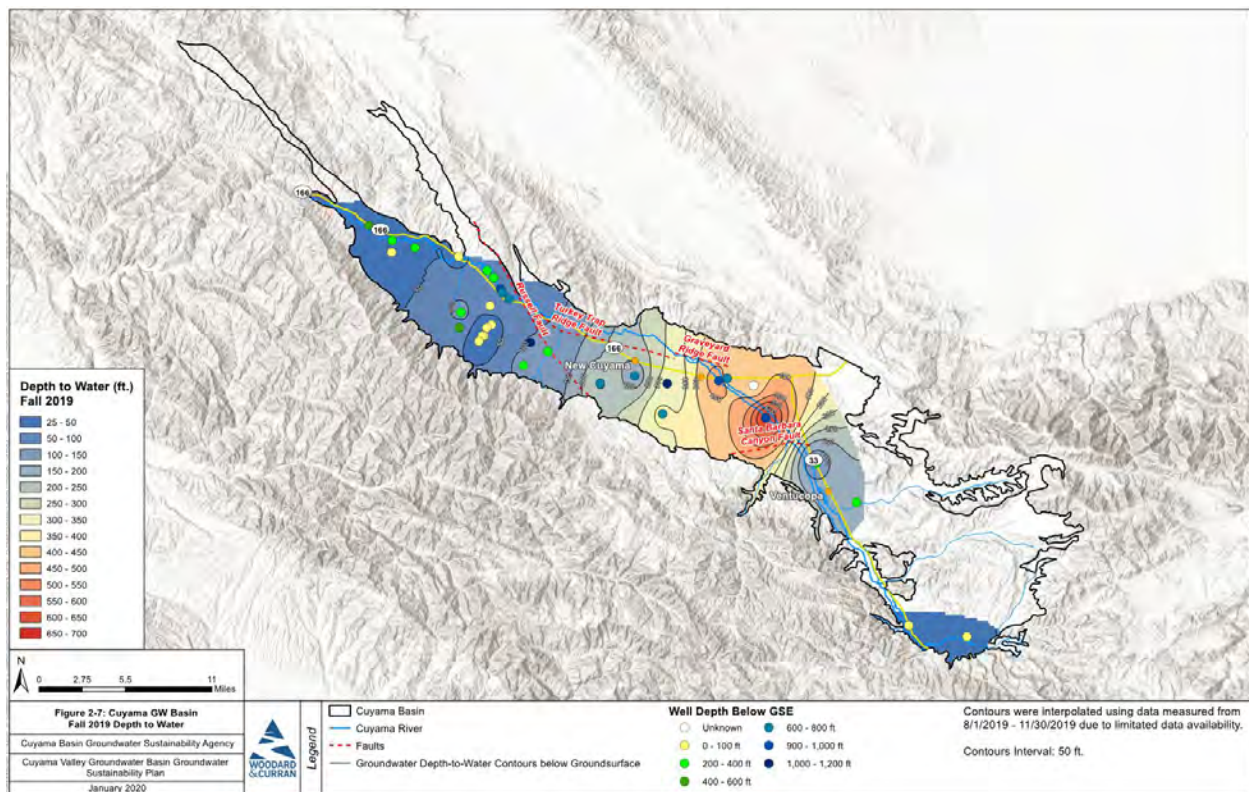 166
166
Russell Fault
Turkey Trap
Ridge Fault
166
New Cuyama
Graveyard
Ridge Fault
Santa Barbara
Canyon Fault
33
Ventucopa
Depth to Water (ft.)
Fall 2019
25 - 50
50 - 100
100 - 150
150 - 200
200 - 250
250 - 300
300 - 350
350 - 400
400 - 450
450 - 500
500 - 550
550 - 600
600 - 650
650 - 700
N
0 2.75 5.5 11
Miles
Figure 2-7: Cuyama GW Basin
Fall 2019 Depth to Water
Cuyama Basin Groundwater Sustainability Agency
Cuyama Valley Groundwater Basin Groundwater
Sustainability Plan
January 2020
WOODARD
&CURRAN
Legend
Cuyama Basin
Cuyama River
Faults
Groundwater Depth-to-Water Contours below Groundsurface
Well Depth Below GSE
Unknown
0 - 100 ft
200 - 400 ft
400 - 600 ft
600 - 800 ft
900 - 1,000 ft
1,000 - 1,200 ft
Contours were interpolated using data measured from
8/1/2019 - 11/30/2019 due to limitated data availability.
Contours Interval: 50 ft.